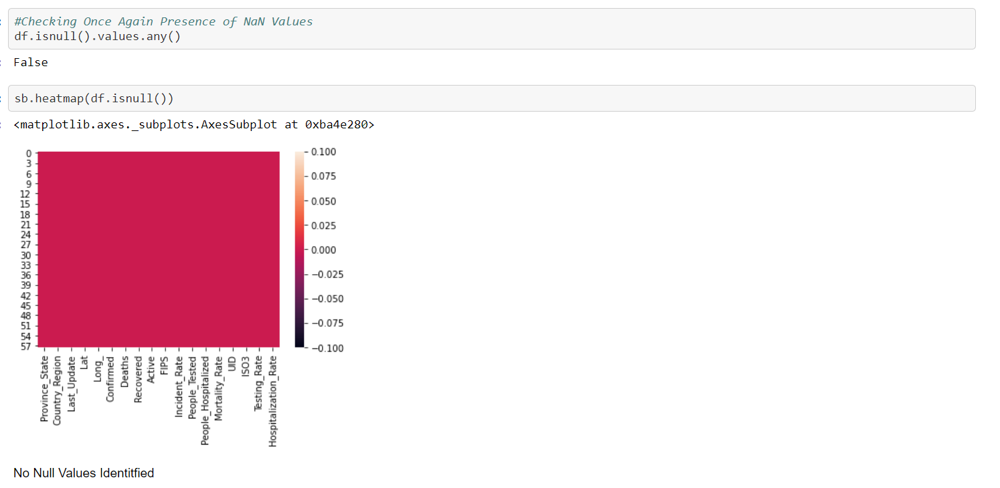 #Checking Once Again Presence of NaN Values
df.isnull().values.any()
False
sb.heatmap(df.isnull())
<matplotlib.axes._subplots.AxesSubplot at 0xba4e280>
0
3
6
9
12
15
18
21
24
27
30
33
36
39
42
45
48
51
54
57
0.100
0.075
0.050
0.025
0.000
−0.025
−0.050
−0.075
−0.100
Province_State
Country_Region
Last_Update
Lat
Long_
Confirmed
Deaths
Recovered
Active
FIPS
Incident_Rate
People_Tested
People_Hospitalized
Mortality_Rate
UID
ISO3
Testing_Rate
Hospitalization_Rate
No Null Values Identitfied